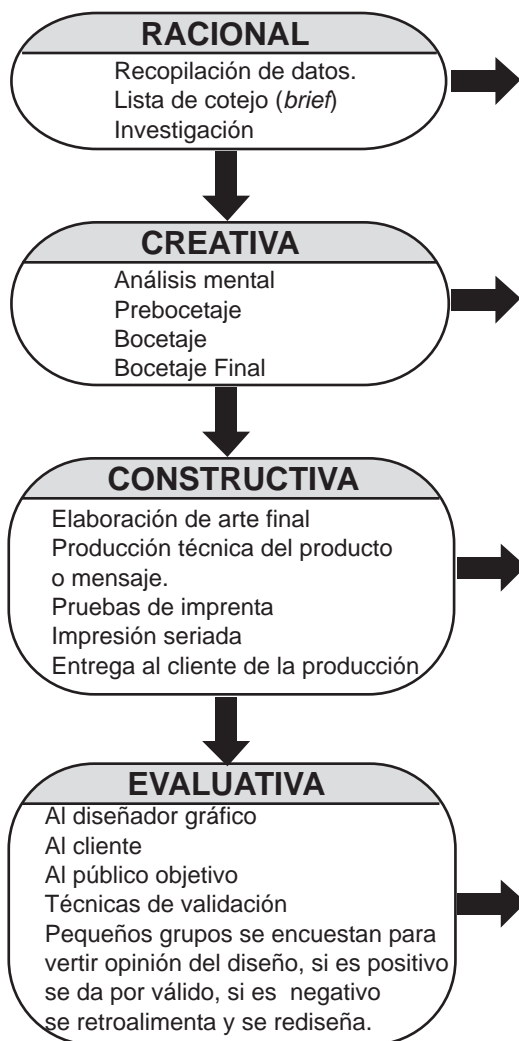 RACIONAL
Recopilación de datos.
Lista de cotejo (brief)
Investigación
CREATIVA
Análisis mental
Prebocetaje
Bocetaje
Bocetaje Final
CONSTRUCTIVA
Elaboración de arte final
Producción técnica del producto
o mensaje.
Pruebas de imprenta
Impresión seriada
Entrega al cliente de la producción
EVALUATIVA
Al diseñador gráfico
Al cliente
Al público objetivo
Técnicas de validación
Pequeños grupos se encuestan para
vertir opinión del diseño, si es positivo
se da por válido, si es negativo
se retroalimenta y se rediseña.